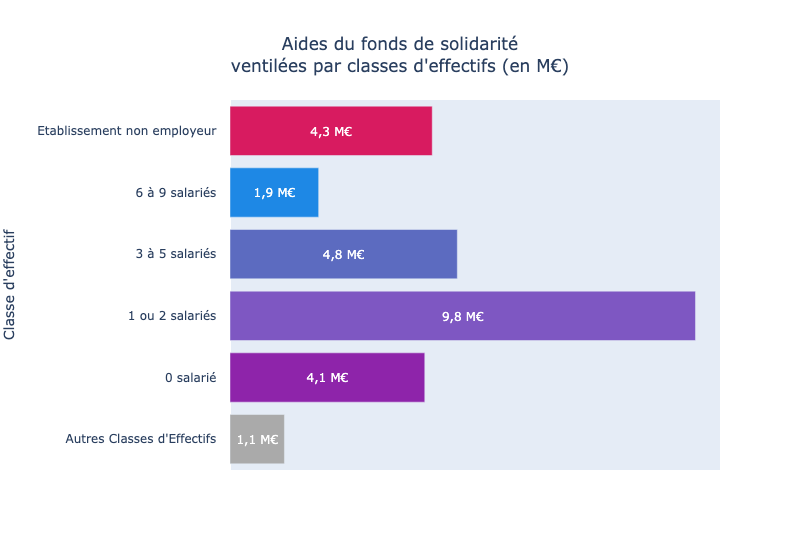 Aides du fonds de solidarité
ventilées par classes d'effectifs (en M€)
Classe d'effectif
Etablissement non employeur
4,3 M€
6 à 9 salariés
1,9 M€
3 à 5 salariés
4,8 M€
1 ou 2 salariés
9,8 M€
0 salarié
4,1 M€
Autres Classes d'Effectifs
1,1 M€